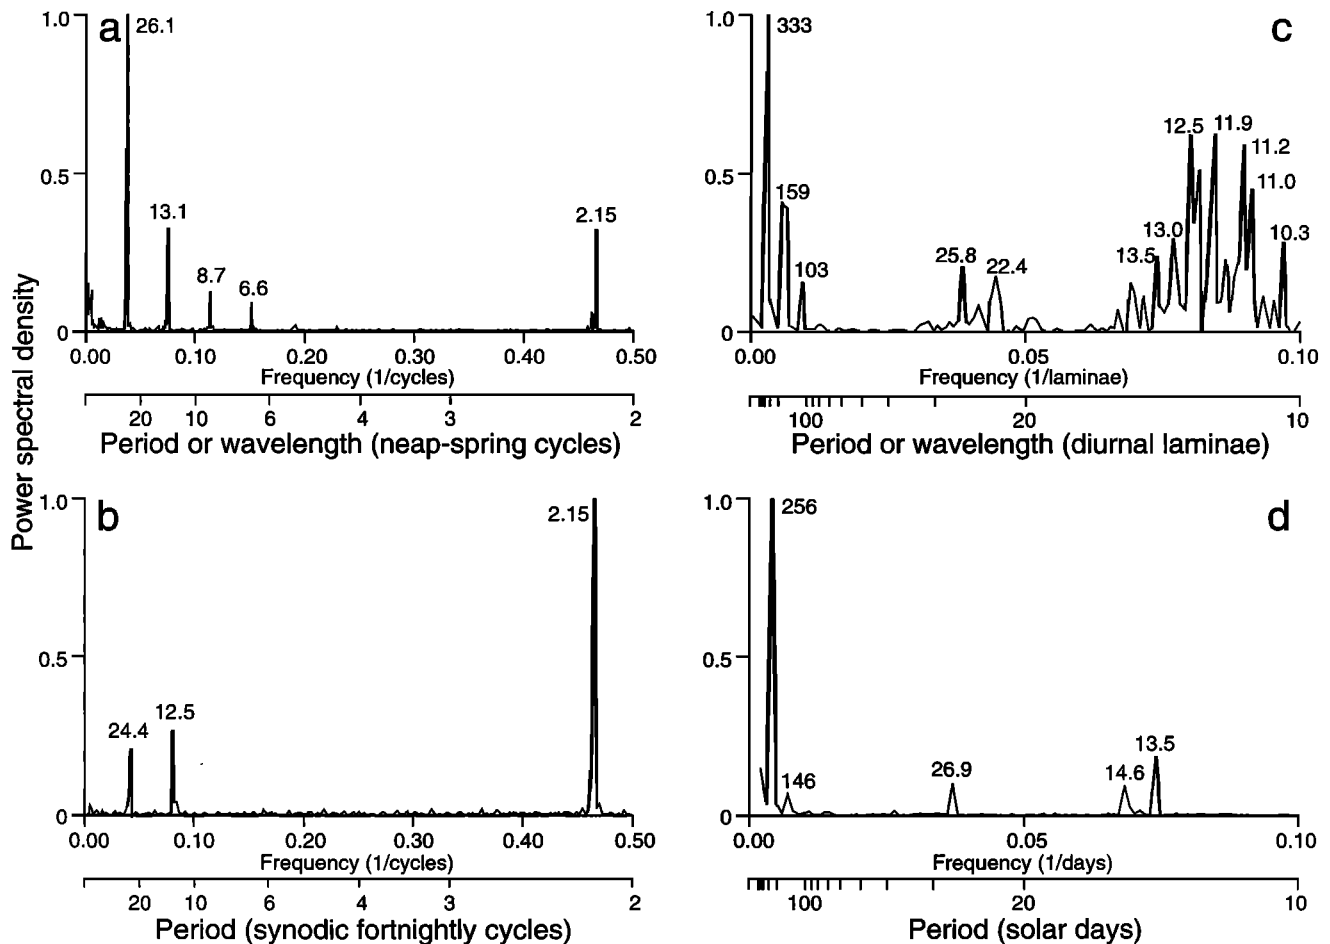 Power spectral density
a
1.0
0.5
0
26.1
13.1
8.7
6.6
2.15
0.00 0.10 0.20 0.30 0.40 0.50
Frequency (1/cycles)
20 10 6 4 3 2
Period or wavelength (neap-spring cycles)
c
1.0
0.5
0
333
159
103
25.8
22.4
13.5
13.0
12.5
11.9
11.2
11.0
10.3
0.00 0.05 0.10
Frequency (1/laminae)
100 20 10
Period or wavelength (diurnal laminae)
b
1.0
0.5
0
24.4
12.5
2.15
0.00 0.10 0.20 0.30 0.40 0.50
Frequency (1/cycles)
20 10 6 4 3 2
Period (synodic fortnightly cycles)
d
1.0
0.5
0
256
146
26.9
14.6
13.5
0.00 0.05 0.10
Frequency (1/days)
100 20 10
Period (solar days)